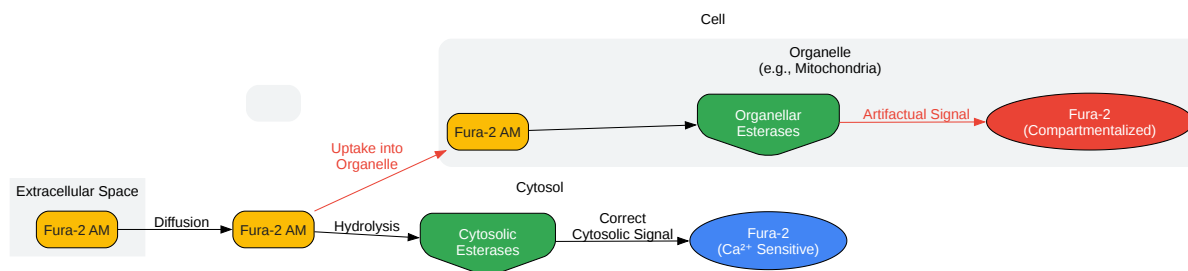 Cell
Organelle
(e.g., Mitochondria)
Fura-2 AM
Organellar
Esterases
Artifactual Signal
Fura-2
(Compartmentalized)
Uptake into
Organelle
Cytosol
Extracellular Space
Fura-2 AM
Diffusion
Fura-2 AM
Hydrolysis
Cytosolic
Esterases
Correct
Cytosolic Signal
Fura-2
(Ca²⁺ Sensitive)